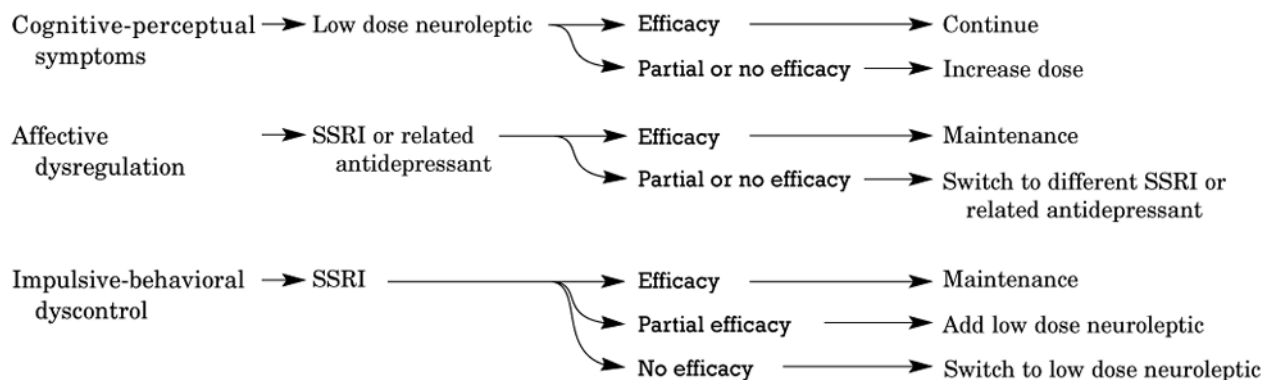 Cognitive-perceptual symptoms → Low dose neuroleptic → Efficacy → Continue
Partial or no efficacy → Increase dose
Affective dysregulation → SSRI or related antidepressant → Efficacy → Maintenance
Partial or no efficacy → Switch to different SSRI or related antidepressant
Impulsive-behavioral dyscontrol → SSRI → Efficacy → Maintenance
Partial efficacy → Add low dose neuroleptic
No efficacy → Switch to low dose neuroleptic